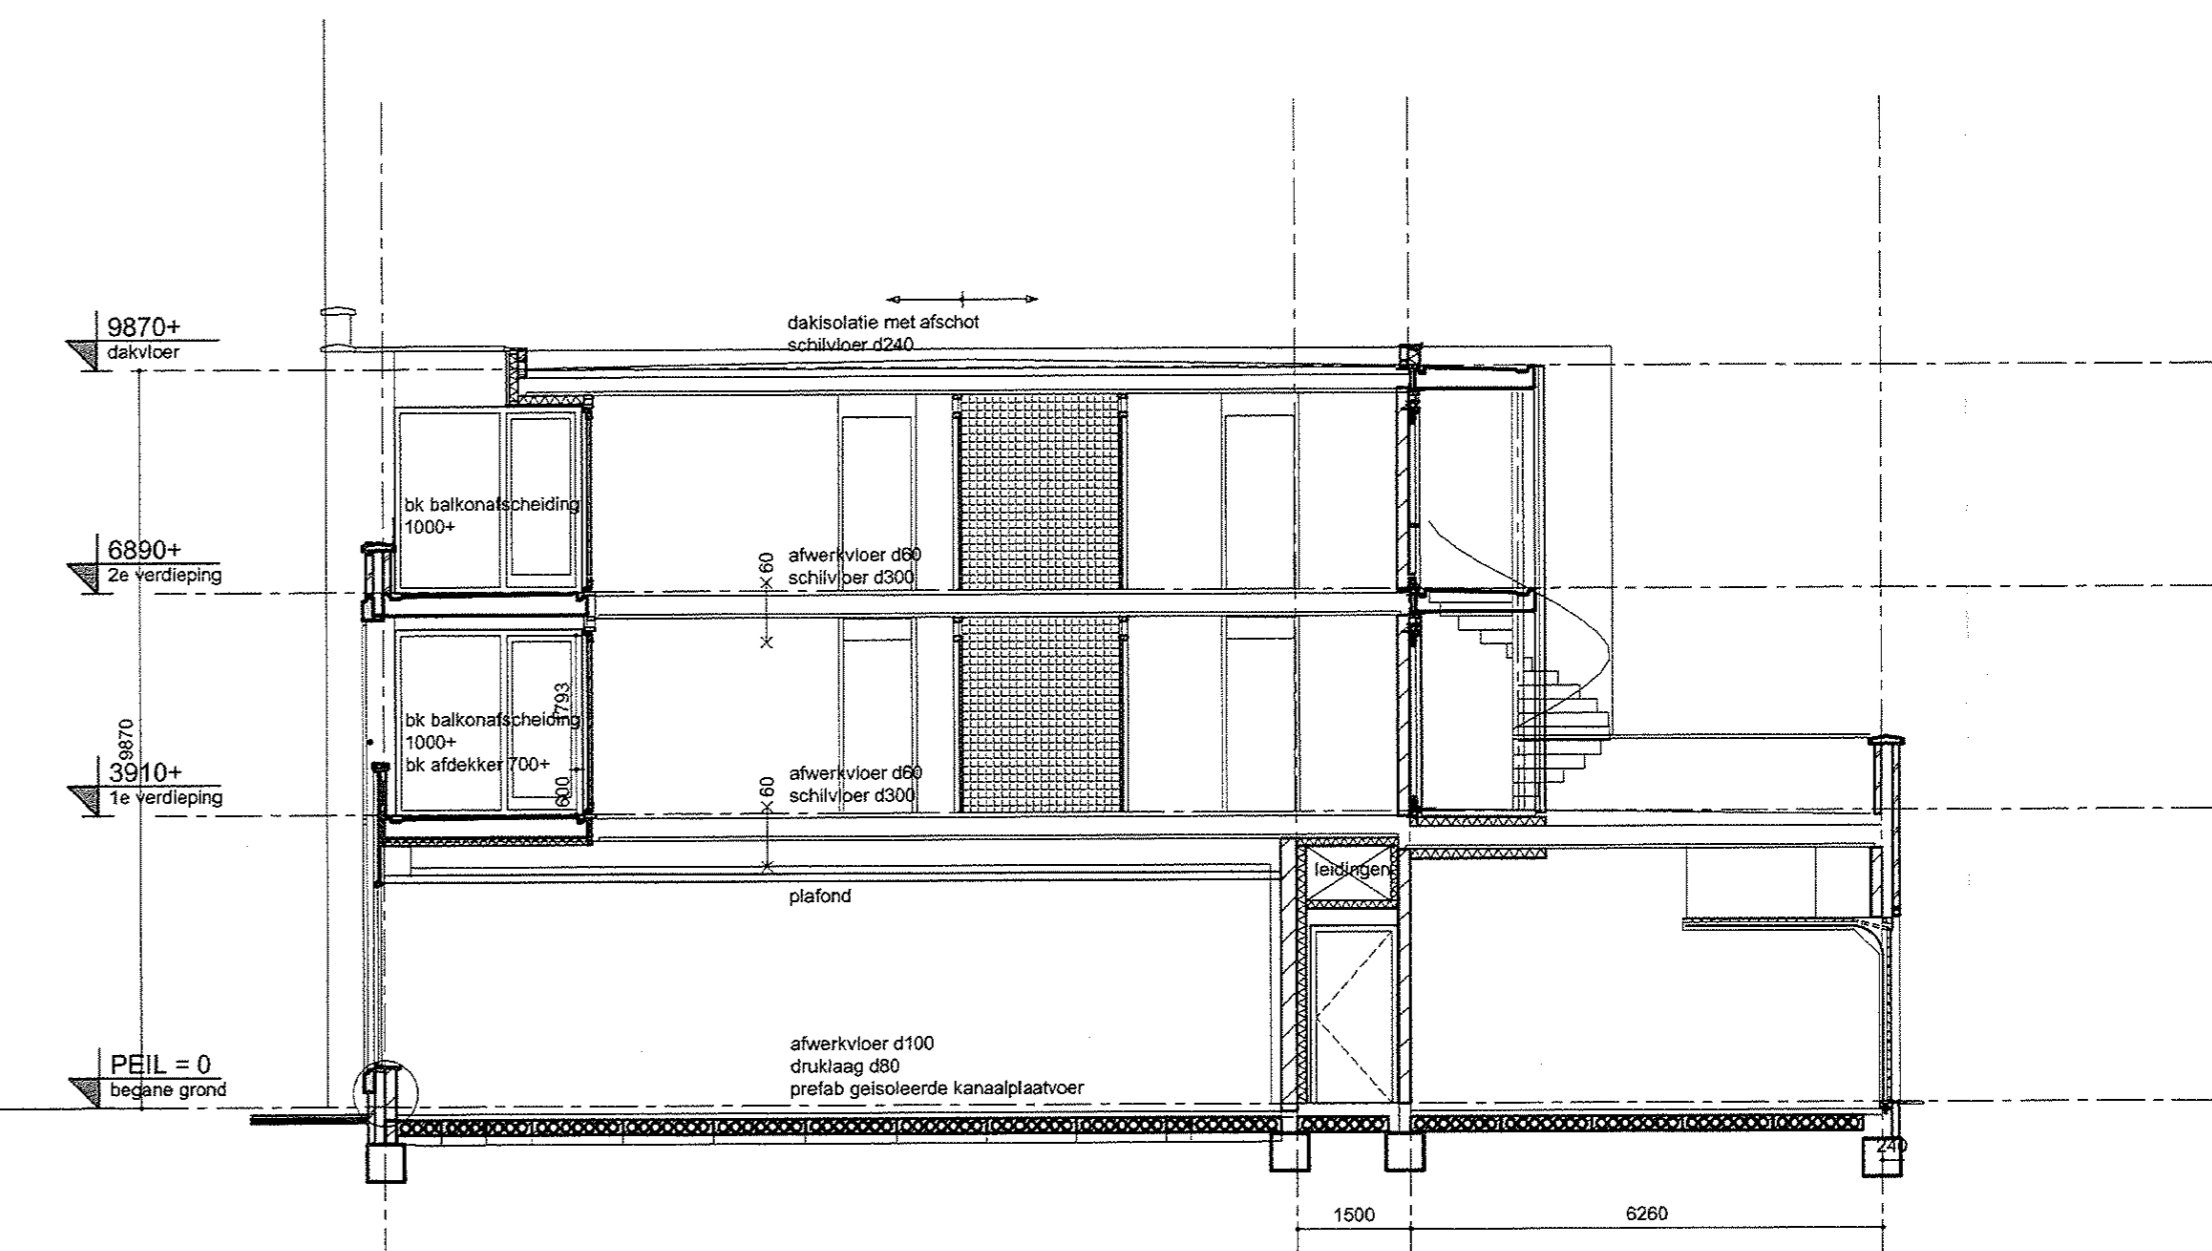 dakisolatie met afschot
schilvloer d240
9870+
dakvloer
bk balkonafscheiding
1000+
6890+
2e verdieping
60
afwerkvloer d60
schilvloer d300
9870
bk balkonafscheiding
1000+
bk afdekker 700+
793
600
3910+
1e verdieping
60
afwerkvloer d60
schilvloer d300
leidingen
plafond
afwerkvloer d100
druklaag d80
prefab geisoleerde kanaalplaatvoer
PEIL = 0
begane grond
240
1500
6260